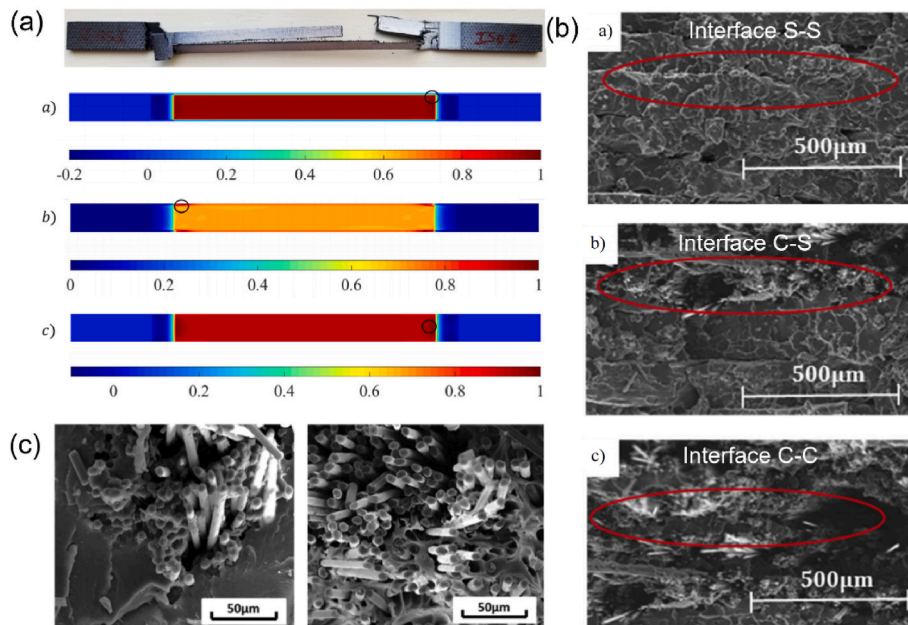 (a)
a)
-0.2 0 0.2 0.4 0.6 0.8 1
b)
0 0.2 0.4 0.6 0.8 1
c)
0 0.2 0.4 0.6 0.8 1
(b)
a)
Interface S-S
500μm
b)
Interface C-S
500μm
c)
Interface C-C
500μm
(c)
50μm
50μm